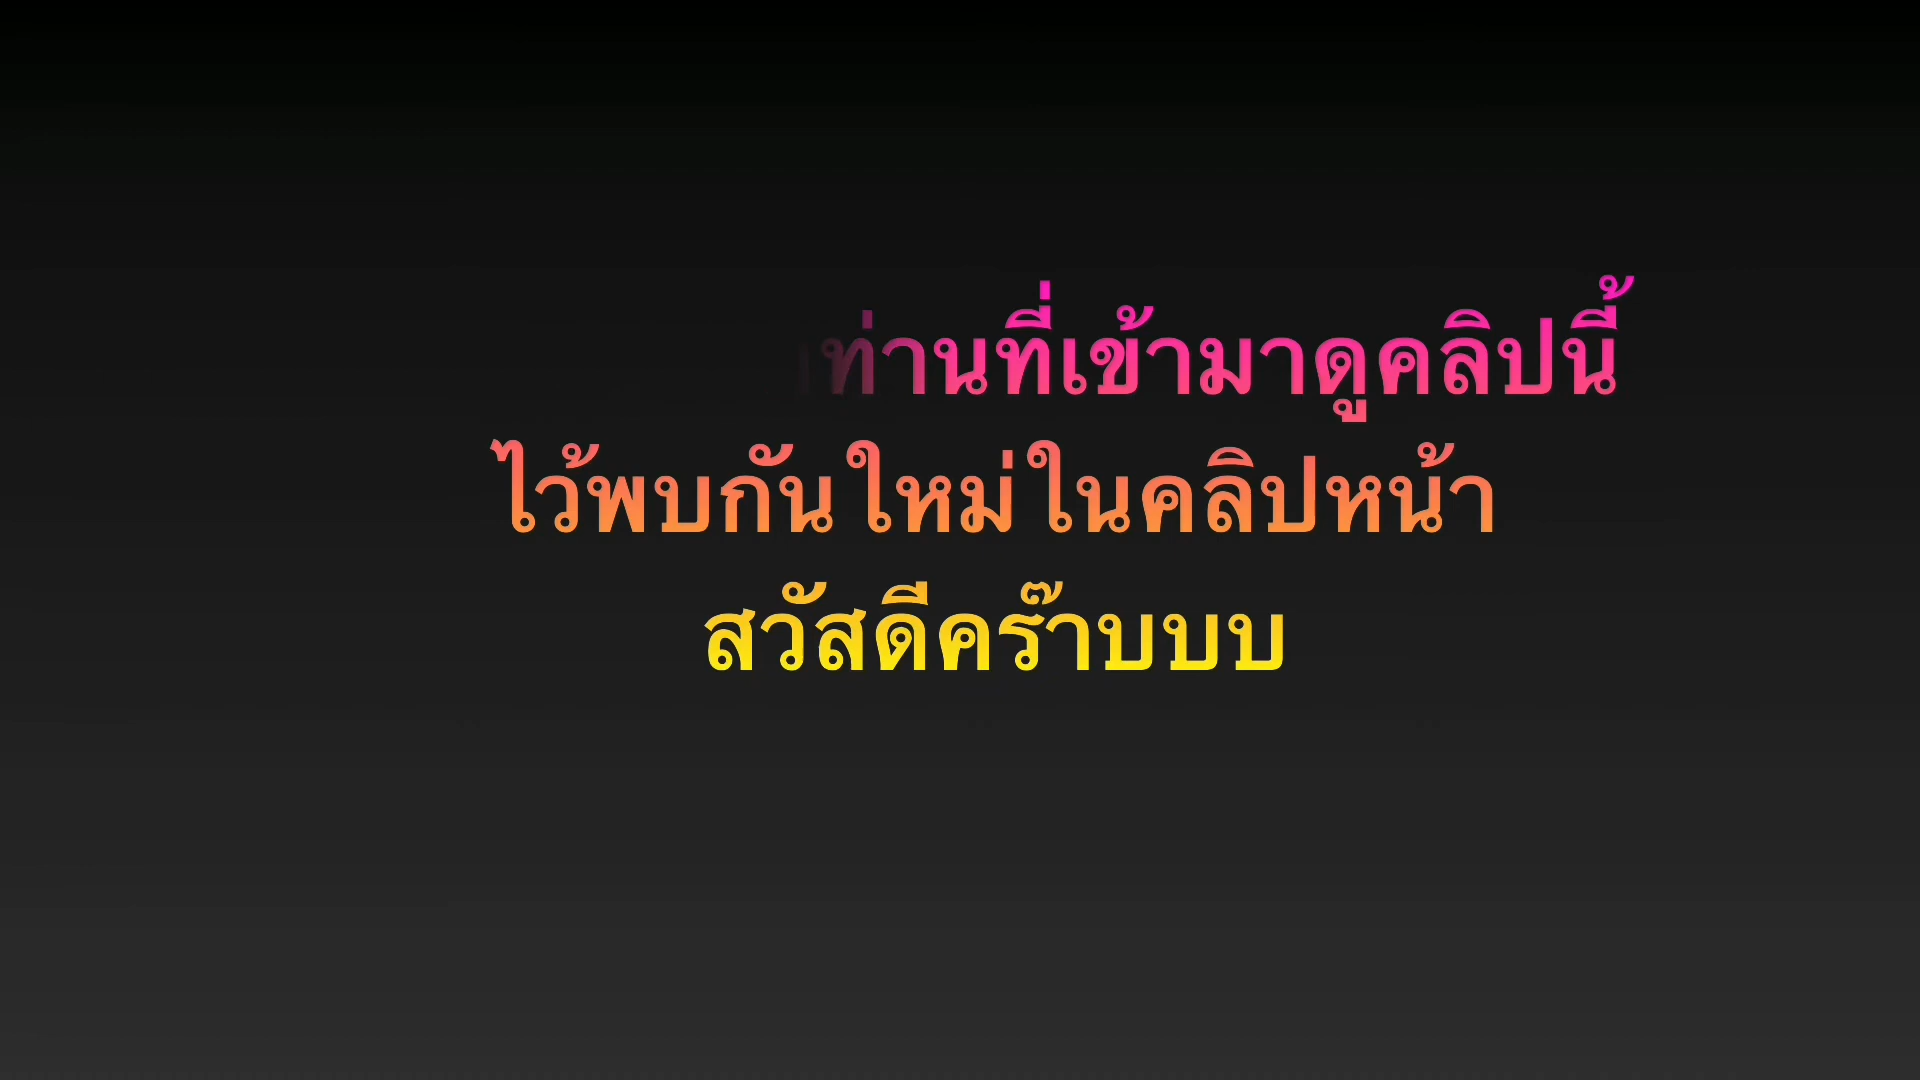 ท่านที่เข้ามาดูคลิปนี้
ไว้พบกันใหม่ในคลิปหน้า
สวัสดีคร๊าบบบ